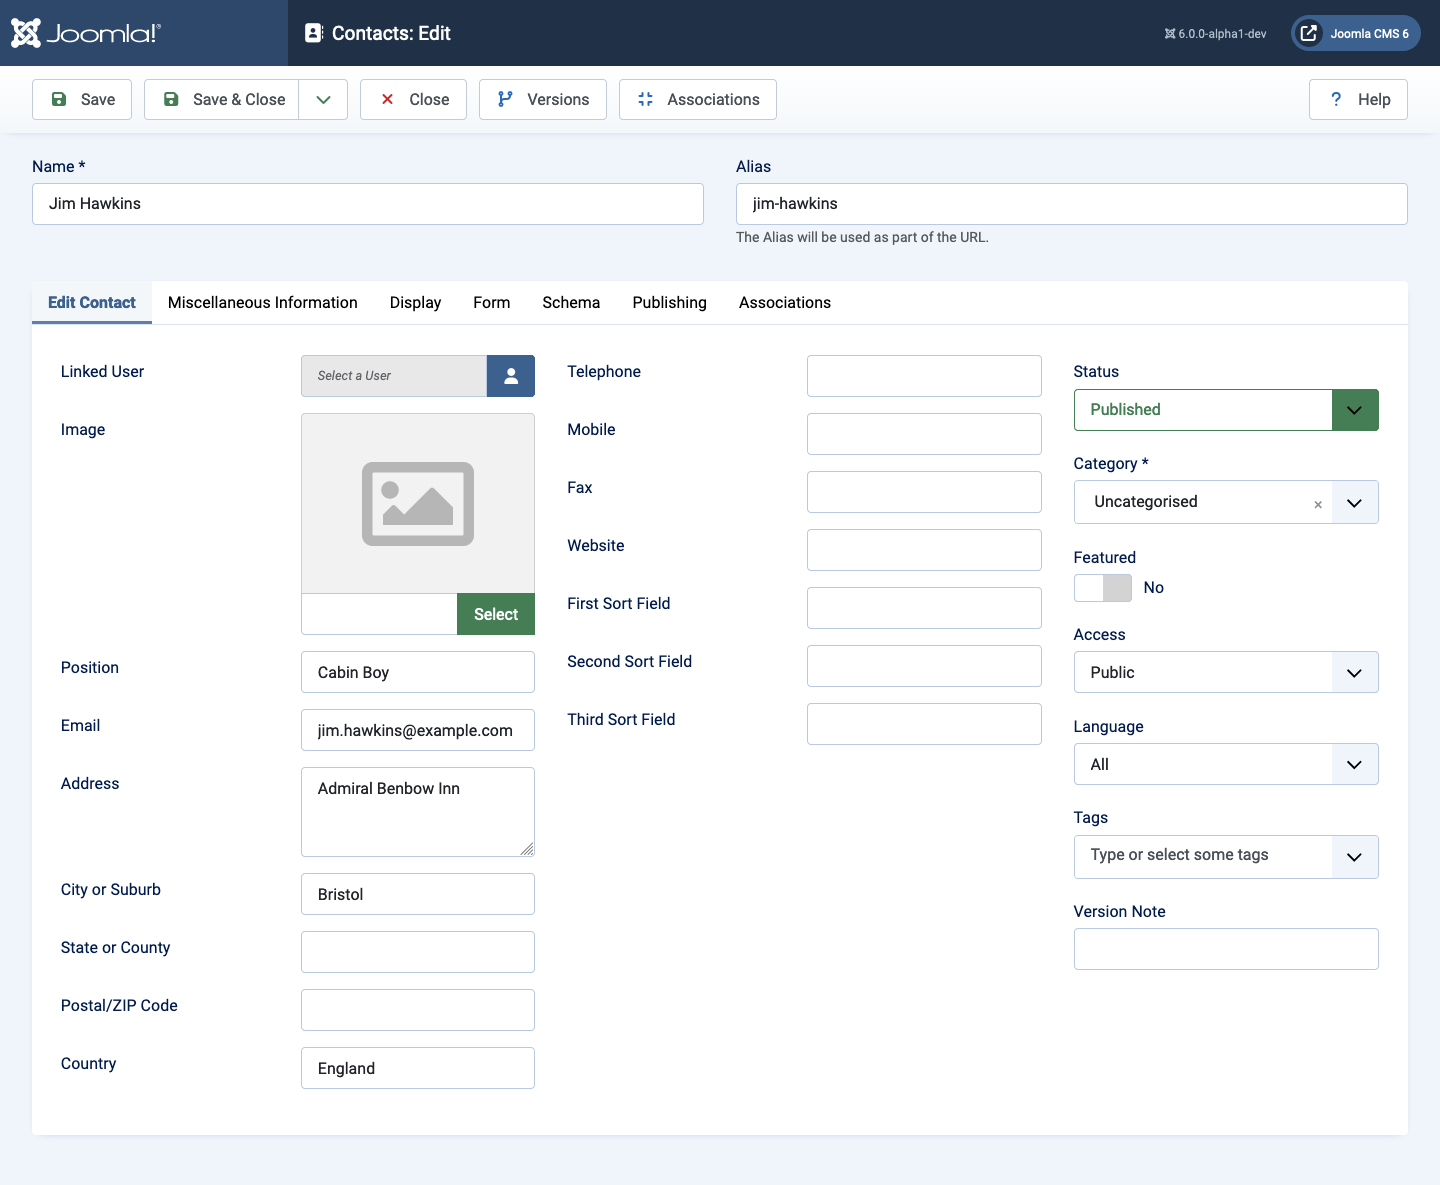 Joomla!®
Contacts: Edit
6.0.0-alpha1-dev
Joomla CMS 6
Save
Save & Close
Close
Versions
Associations
? Help
Name *
Jim Hawkins
Alias
jim-hawkins
The Alias will be used as part of the URL.
Edit Contact
Miscellaneous Information
Display
Form
Schema
Publishing
Associations
Linked User
Select a User
Image
Select
Position
Cabin Boy
Email
jim.hawkins@example.com
Address
Admiral Benbow Inn
City or Suburb
Bristol
State or County
Postal/ZIP Code
Country
England
Telephone
Mobile
Fax
Website
First Sort Field
Second Sort Field
Third Sort Field
Status
Published
Category *
Uncategorised ×
Featured
No
Access
Public
Language
All
Tags
Type or select some tags
Version Note